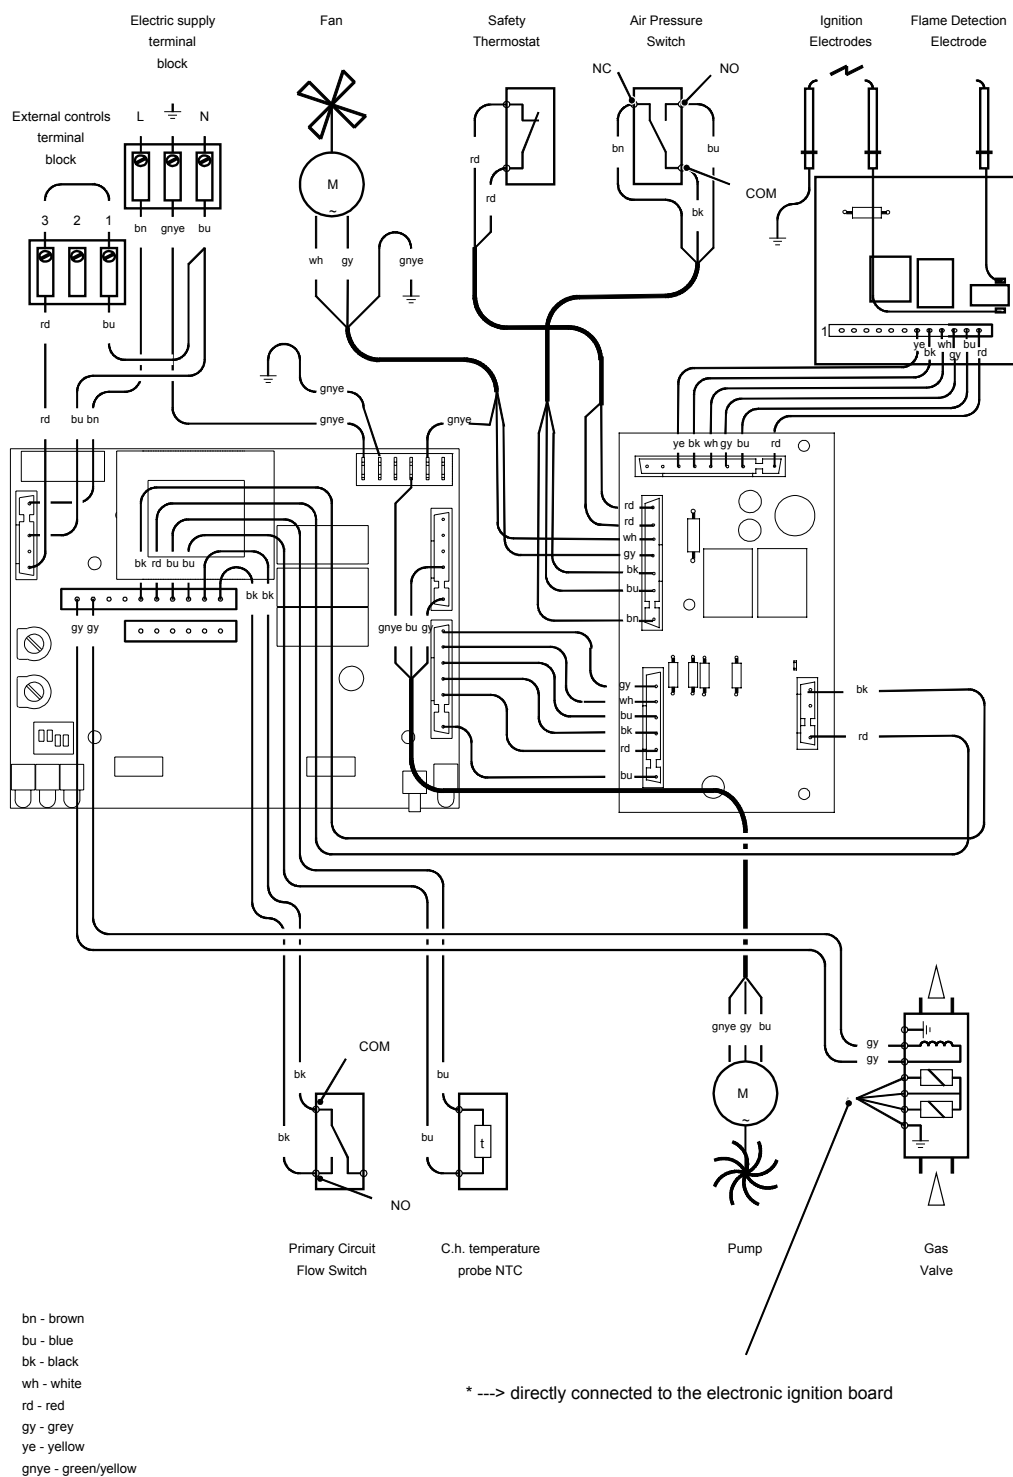 Electric supply
terminal
block
Fan
Safety
Thermostat
Air Pressure
Switch
Ignition
Electrodes
Flame Detection
Electrode
External controls
terminal
block
L
N
NC
NO
COM
3 2 1
M
~
rd
rd
bn
bu
bk
bn gnye bu
wh gy
gnye
rd
bu
1
ye
bk
wh
gy
bu
rd
gnye
gnye
gnye
rd
bu bn
ye bk wh gy bu rd
rd
rd
wh
gy
bk
bu
bn
bk rd bu bu
bk bk
gy gy
gnye bu gy
gy
wh
bu
bk
rd
bu
bk
rd
gnye gy bu
M
~
gy
gy
COM
bk
bk
NO
bu
bu
t
Primary Circuit
Flow Switch
C.h. temperature
probe NTC
Pump
Gas
Valve
bn - brown
bu - blue
bk - black
wh - white
rd - red
gy - grey
ye - yellow
gnye - green/yellow
* ---> directly connected to the electronic ignition board